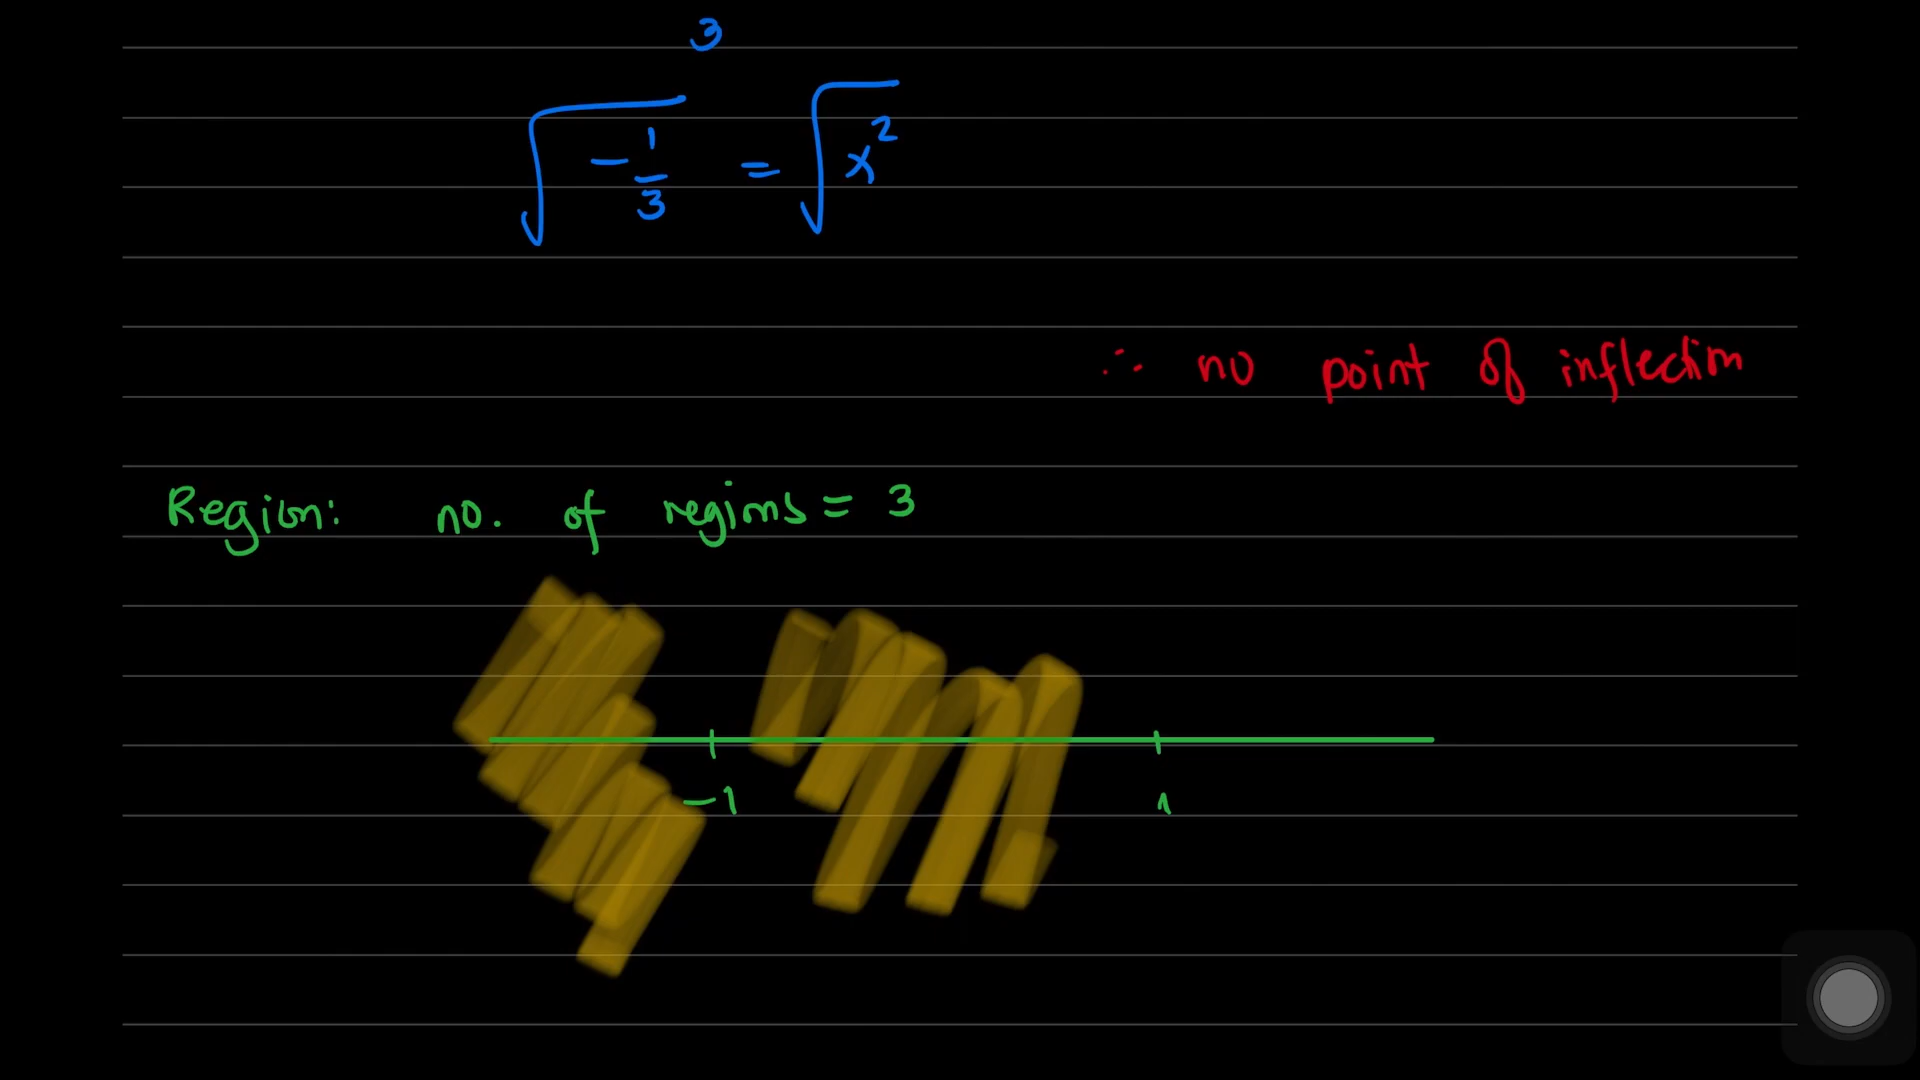 3
√-1/3 = √x²
∴ no point of inflection
Region: no. of regions = 3
-1 1